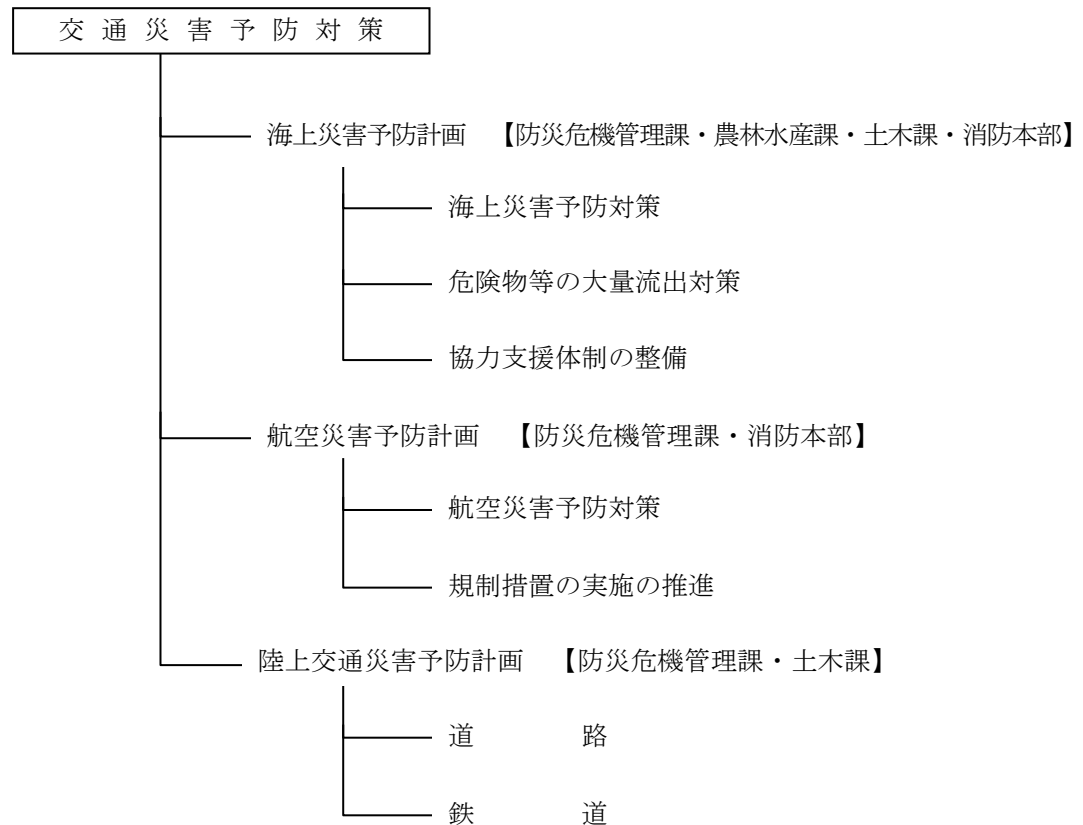 交 通 災 害 予 防 対 策
海上災害予防計画　【防災危機管理課・農林水産課・土木課・消防本部】
海上災害予防対策
危険物等の大量流出対策
協力支援体制の整備
航空災害予防計画　【防災危機管理課・消防本部】
航空災害予防対策
規制措置の実施の推進
陸上交通災害予防計画　【防災危機管理課・土木課】
道　　　　路
鉄　　　　道